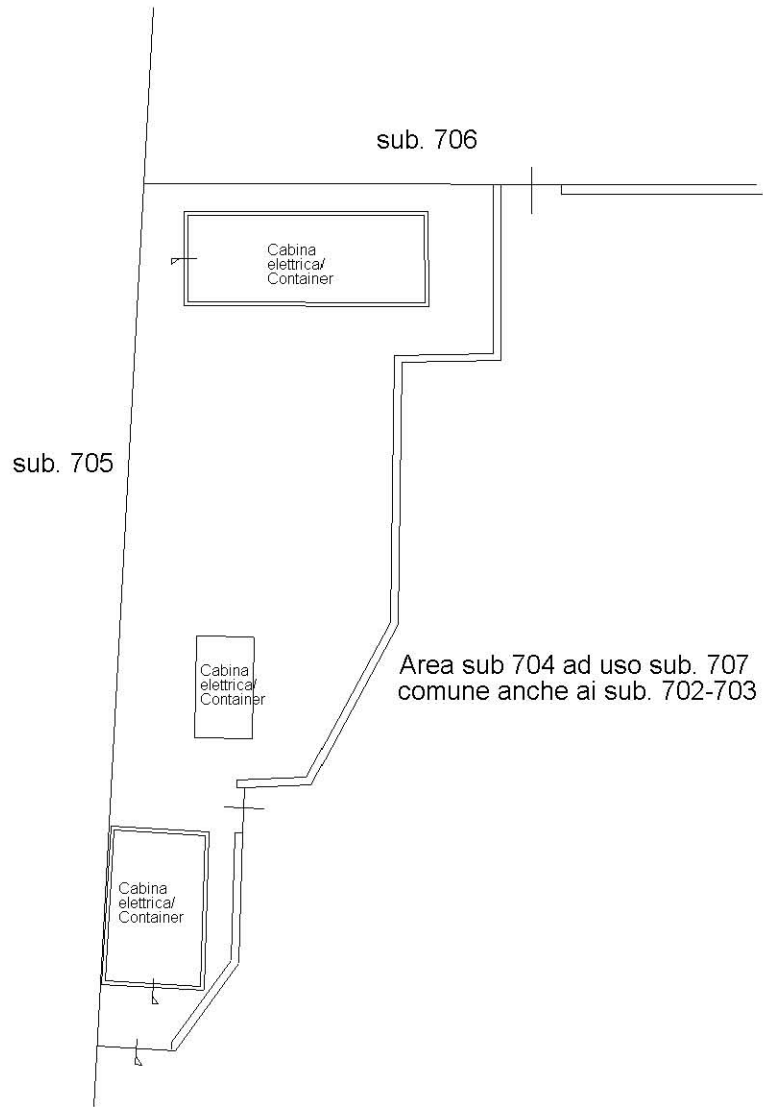 sub. 706
Cabina
elettrica/
Container
sub. 705
Area sub 704 ad uso sub. 707
comune anche ai sub. 702-703
Cabina
elettrica/
Container
Cabina
elettrica/
Container